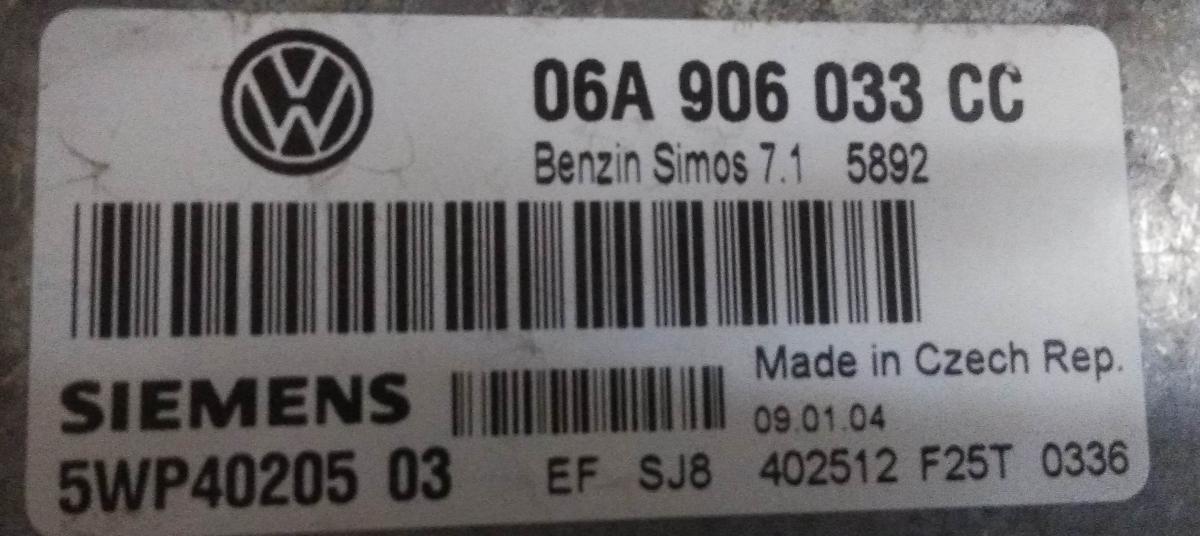 06A 906 033 CC
Benzin Simos 7.1 5892
SIEMENS
Made in Czech Rep.
09.01.04
5WP40205 03 EF SJ8 402512 F25T 0336